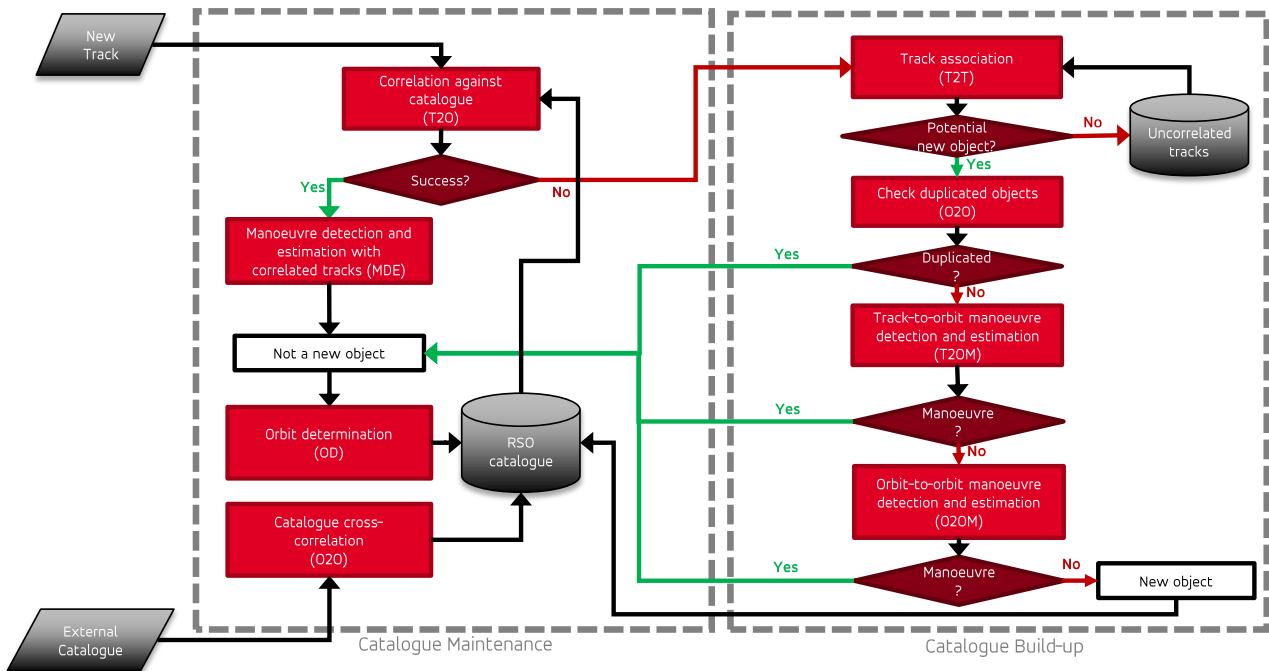 New
Track
Correlation against
catalogue
(T2O)
Success?
Yes
No
Manoeuvre detection and
estimation with
correlated tracks (MDE)
Not a new object
Orbit determination
(OD)
RSO
catalogue
Catalogue cross-
correlation
(O2O)
External
Catalogue
Catalogue Maintenance
Track association
(T2T)
Potential
new object?
No
Uncorrelated
tracks
Yes
Check duplicated objects
(O2O)
Duplicated
?
Yes
No
Track-to-orbit manoeuvre
detection and estimation
(T2OM)
Manoeuvre
?
Yes
No
Orbit-to-orbit manoeuvre
detection and estimation
(O2OM)
Manoeuvre
?
Yes
No
New object
Catalogue Build-up